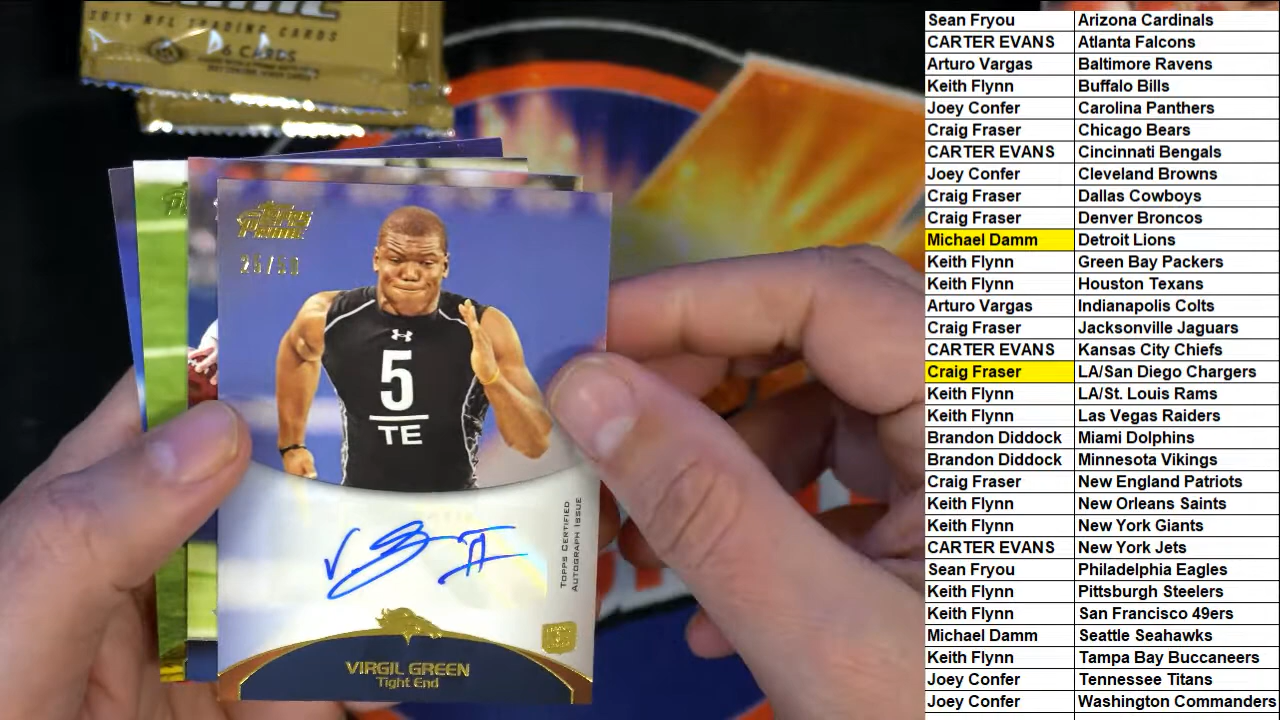 2011 NFL TRADING CARDS
6 CARDS
Topps
Prime
25/50
5
TE
TOPPS CERTIFIED
AUTOGRAPH ISSUE
VIRGIL GREEN
Tight End
Sean Fryou Arizona Cardinals
CARTER EVANS Atlanta Falcons
Arturo Vargas Baltimore Ravens
Keith Flynn Buffalo Bills
Joey Confer Carolina Panthers
Craig Fraser Chicago Bears
CARTER EVANS Cincinnati Bengals
Joey Confer Cleveland Browns
Craig Fraser Dallas Cowboys
Craig Fraser Denver Broncos
Michael Damm Detroit Lions
Keith Flynn Green Bay Packers
Keith Flynn Houston Texans
Arturo Vargas Indianapolis Colts
Craig Fraser Jacksonville Jaguars
CARTER EVANS Kansas City Chiefs
Craig Fraser LA/San Diego Chargers
Keith Flynn LA/St. Louis Rams
Keith Flynn Las Vegas Raiders
Brandon Diddock Miami Dolphins
Brandon Diddock Minnesota Vikings
Craig Fraser New England Patriots
Keith Flynn New Orleans Saints
Keith Flynn New York Giants
CARTER EVANS New York Jets
Sean Fryou Philadelphia Eagles
Keith Flynn Pittsburgh Steelers
Keith Flynn San Francisco 49ers
Michael Damm Seattle Seahawks
Keith Flynn Tampa Bay Buccaneers
Joey Confer Tennessee Titans
Joey Confer Washington Commanders